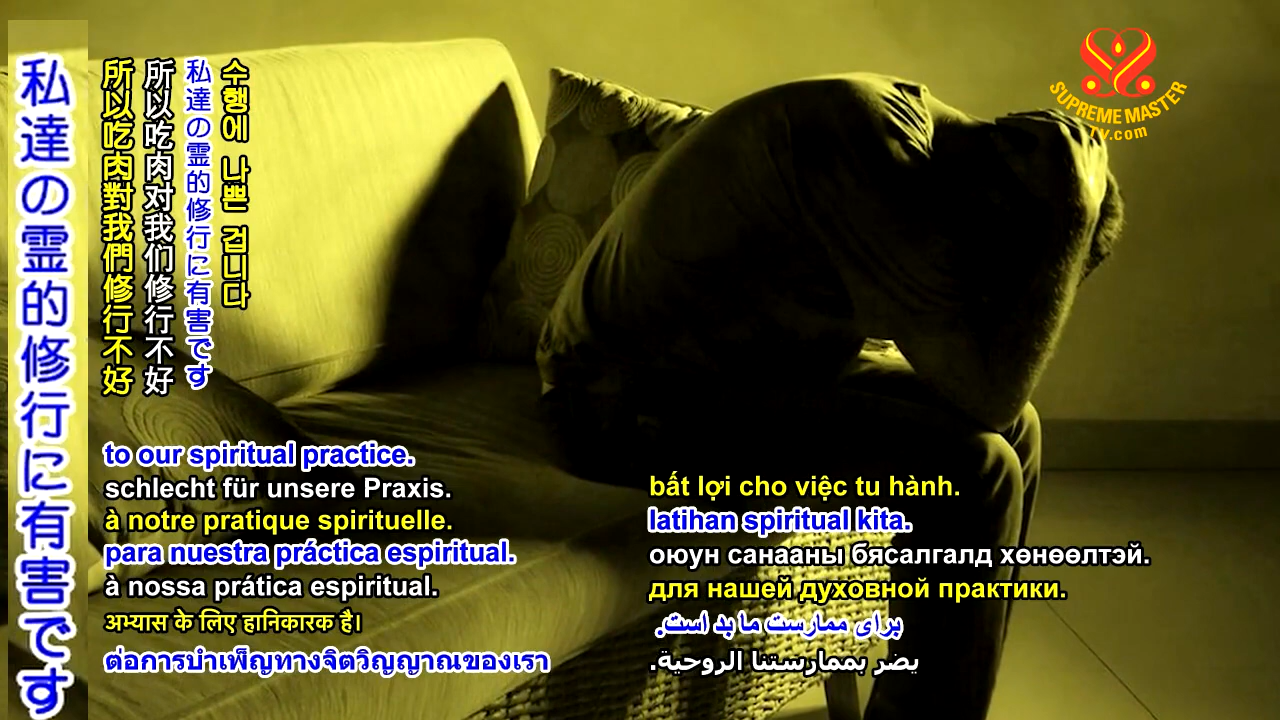 私達の霊的修行に有害です
所以吃肉對我們修行不好
所以吃肉对我们修行不好
私達の霊的修行に有害です
수행에 나쁜 겁니다
SUPREME MASTER
TV.com
to our spiritual practice.
schlecht für unsere Praxis.
à notre pratique spirituelle.
para nuestra práctica espiritual.
à nossa prática espiritual.
अभ्यास के लिए हानिकारक है।
ต่อการบำเพ็ญทางจิตวิญญาณของเรา
bất lợi cho việc tu hành.
latihan spiritual kita.
оюун санааны бясалгалд хөнөөлтэй.
для нашей духовной практики.
برای ممارست ما بد است.
يضر بممارستنا الروحية.